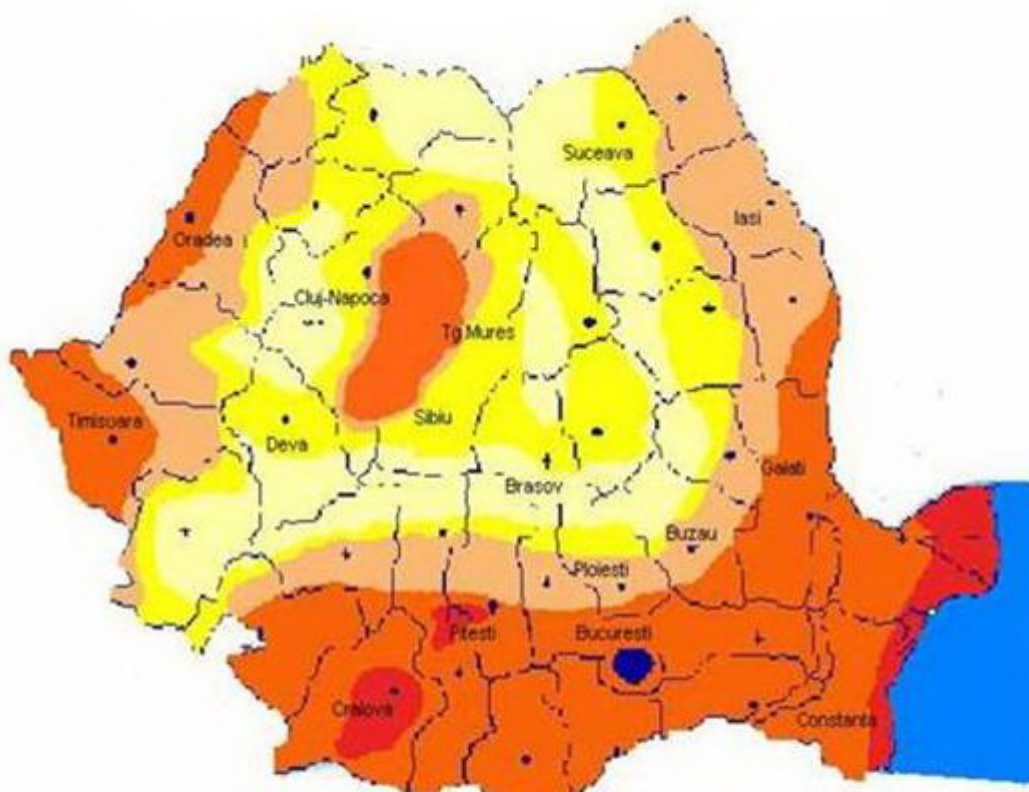 Suceava
Iasi
Oradea
Cluj-Napoca
Tg.Mures
Timisoara
Sibiu
Deva
Galati
Brasov
Buzau
Ploiesti
Pitesti
Bucuresti
Craiova
Constanta